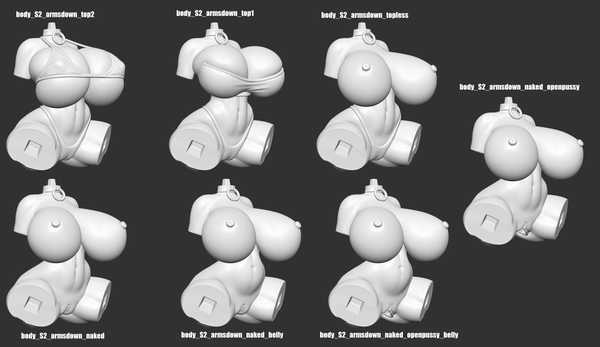 body_S2_armsdown_top2
body_S2_armsdown_top1
body_S2_armsdown_topless
body_S2_armsdown_naked_openpussy
body_S2_armsdown_naked
body_S2_armsdown_naked_belly
body_S2_armsdown_naked_openpussy_belly